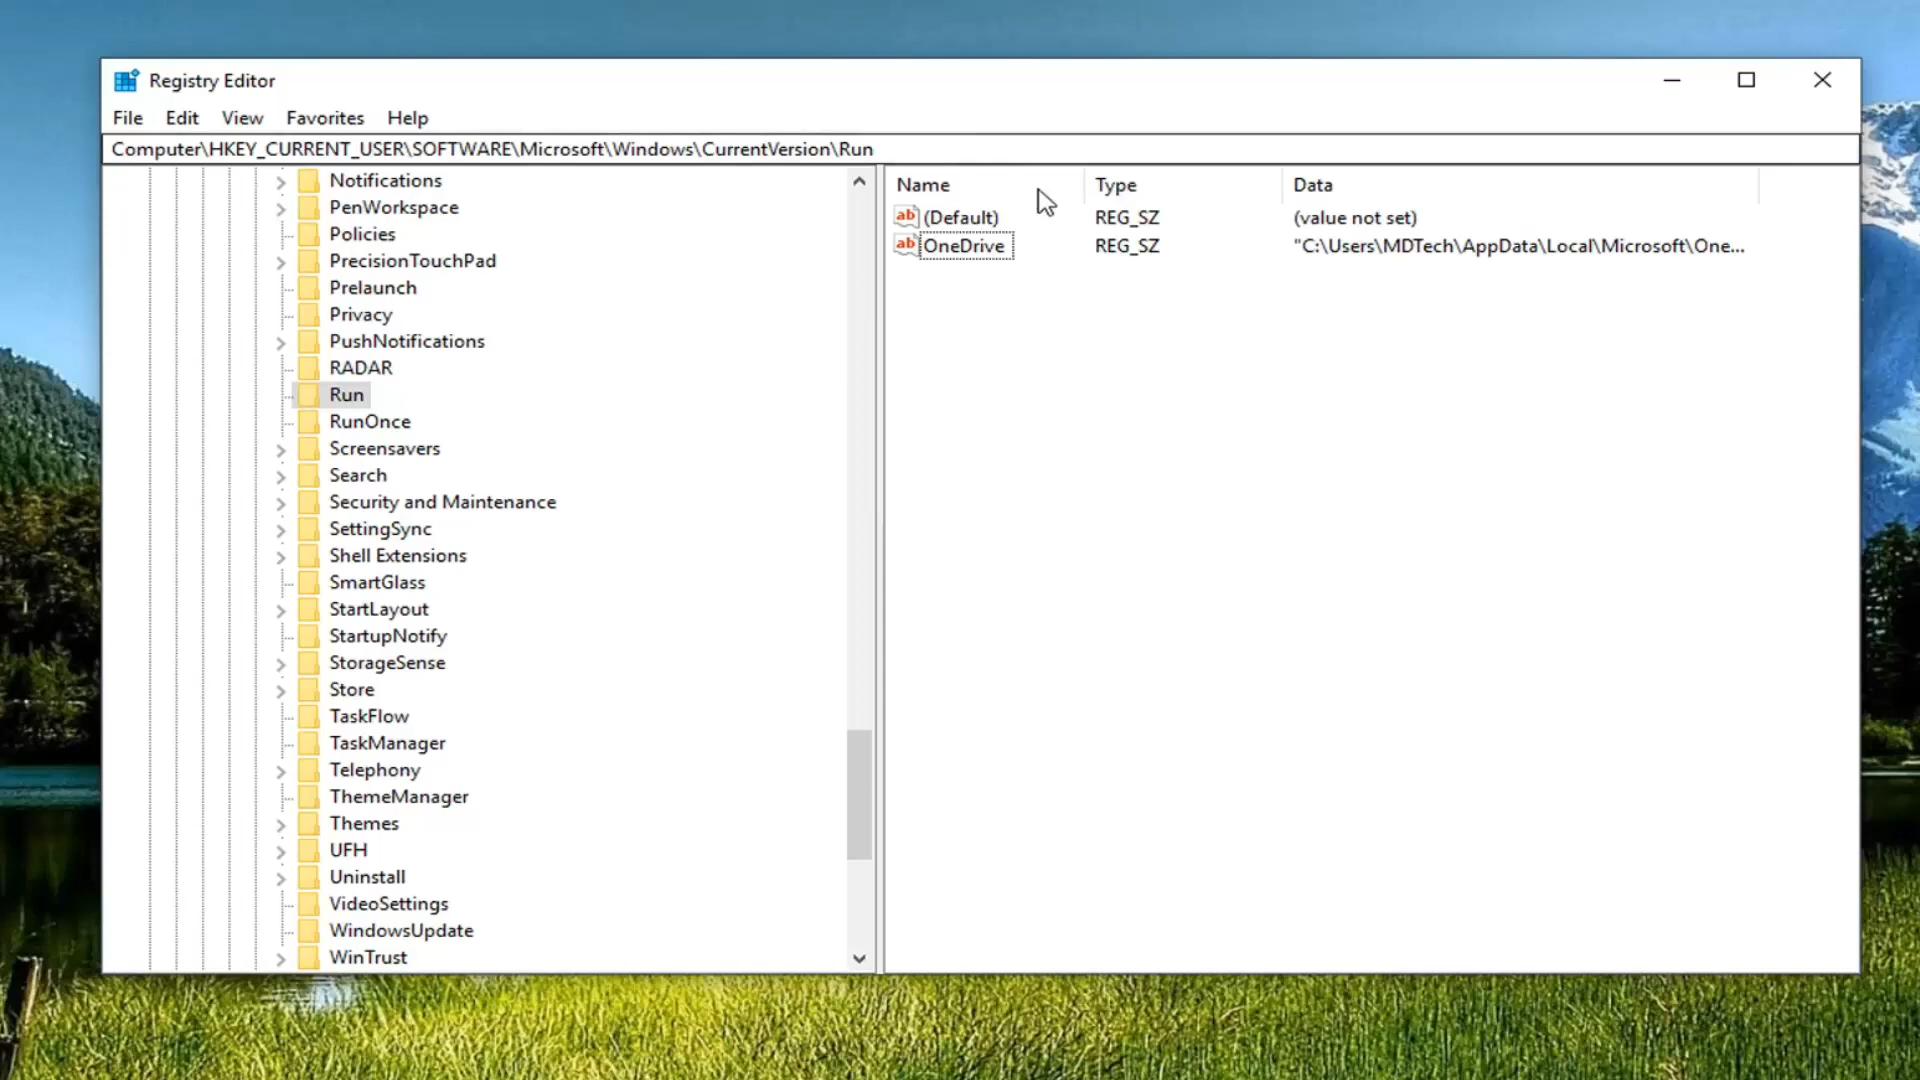 Registry Editor
File Edit View Favorites Help
Computer\HKEY_CURRENT_USER\SOFTWARE\Microsoft\Windows\CurrentVersion\Run
Notifications
PenWorkspace
Policies
PrecisionTouchPad
Prelaunch
Privacy
PushNotifications
RADAR
Run
RunOnce
Screensavers
Search
Security and Maintenance
SettingSync
Shell Extensions
SmartGlass
StartLayout
StartupNotify
StorageSense
Store
TaskFlow
TaskManager
Telephony
ThemeManager
Themes
UFH
Uninstall
VideoSettings
WindowsUpdate
WinTrust
Name Type Data
ab (Default) REG_SZ (value not set)
ab OneDrive REG_SZ "C:\Users\MDTech\AppData\Local\Microsoft\One...